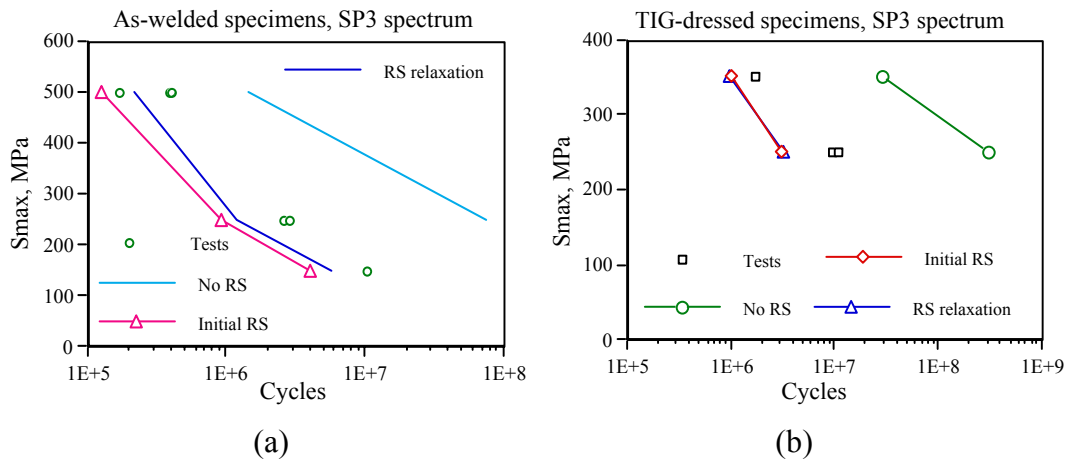 As-welded specimens, SP3 spectrum
600
500
400
300
200
100
0
Smax, MPa
RS relaxation
Tests
No RS
Initial RS
1E+5
1E+6
1E+7
1E+8
Cycles
(a)
TIG-dressed specimens, SP3 spectrum
400
300
200
100
0
Smax, MPa
Tests
Initial RS
No RS
RS relaxation
1E+5
1E+6
1E+7
1E+8
1E+9
Cycles
(b)